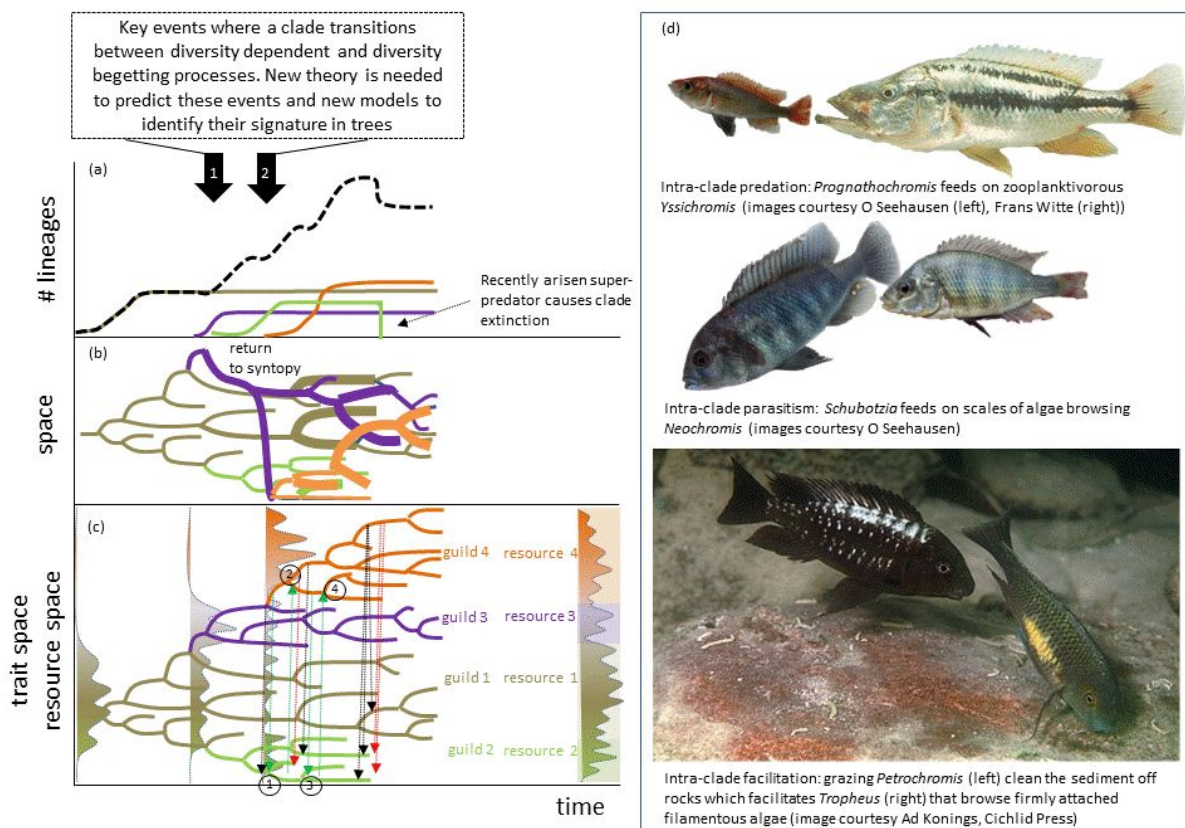 Key events where a clade transitions
between diversity dependent and diversity
begetting processes. New theory is needed
to predict these events and new models to
identify their signature in trees
1
2
(a)
# lineages
Recently arisen super-
predator causes clade
extinction
(b)
return
to syntopy
space
(c)
trait space
resource space
guild 4 resource 4
2
4
guild 3 resource 3
guild 1 resource 1
guild 2 resource 2
1
3
time
(d)
Intra-clade predation: Prognathochromis feeds on zooplanktivorous
Yssichromis (images courtesy O Seehausen (left), Frans Witte (right))
Intra-clade parasitism: Schubotzia feeds on scales of algae browsing
Neochromis (images courtesy O Seehausen)
Intra-clade facilitation: grazing Petrochromis (left) clean the sediment off
rocks which facilitates Tropheus (right) that browse firmly attached
filamentous algae (image courtesy Ad Konings, Cichlid Press)